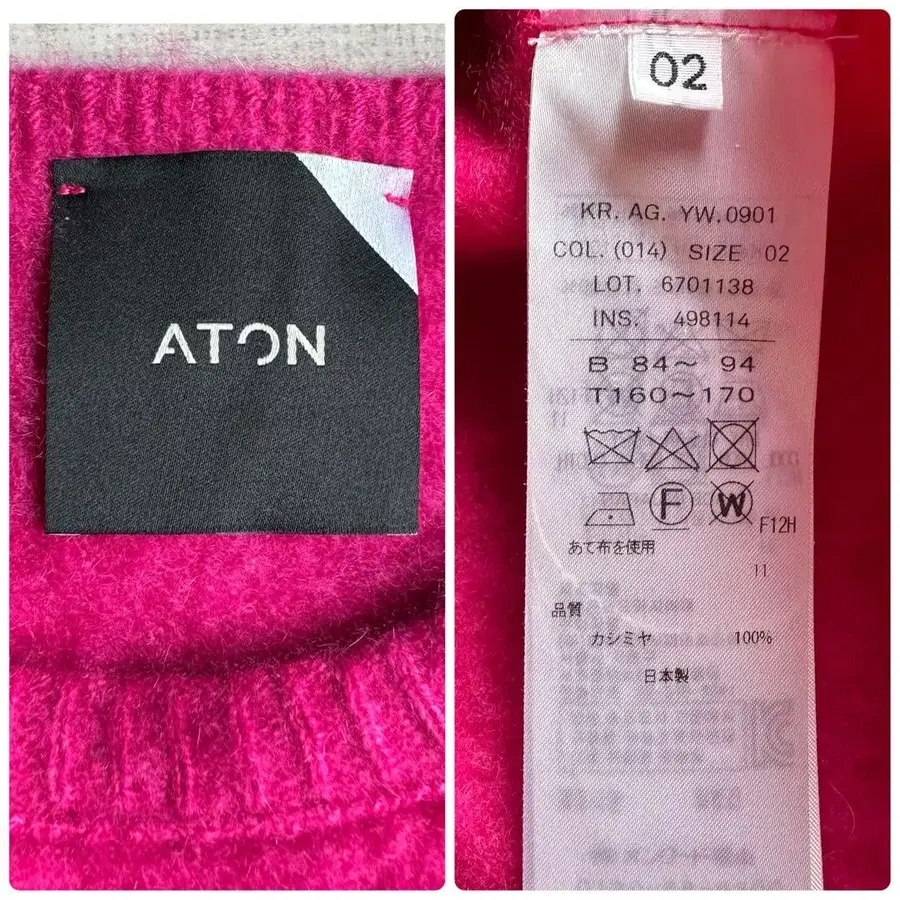 ATON
02
KR. AG. YW.0901
COL. (014) SIZE 02
LOT. 6701138
INS. 498114
B 84～ 94
T160～170
F W
F12H
あて布を使用
11
品質
カシミヤ 100%
日本製